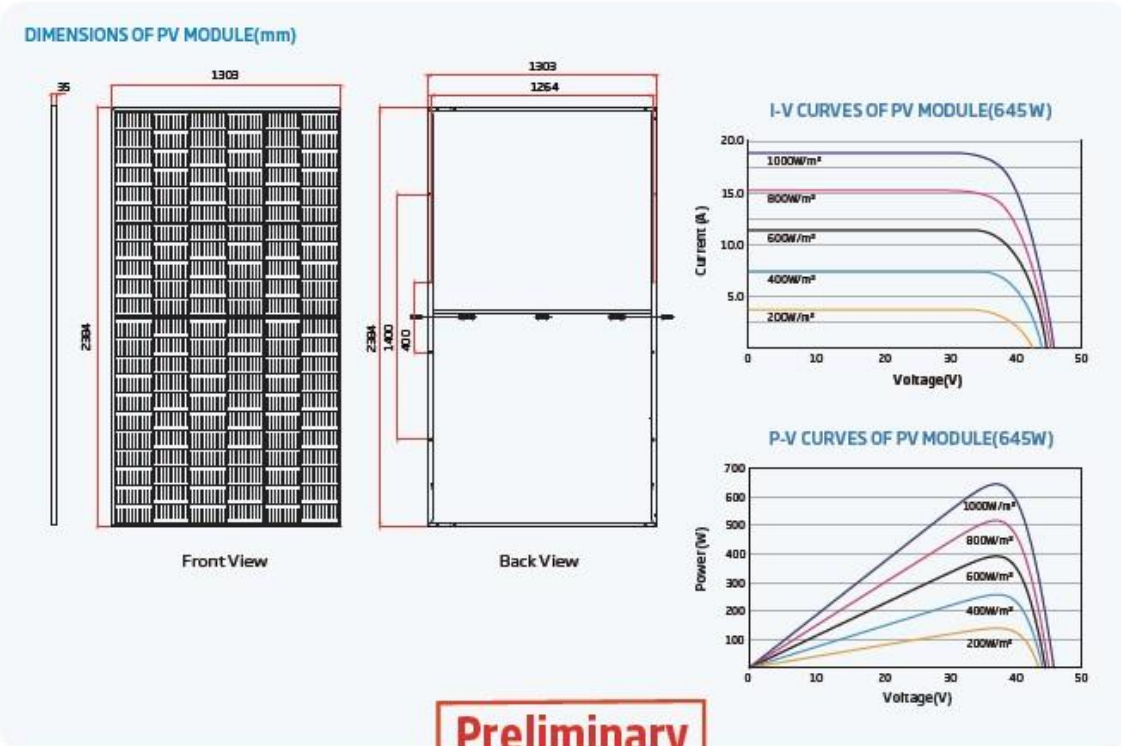 DIMENSIONS OF PV MODULE(mm)
35
1303
2384
Front View
1303
1264
2384
1400
400
Back View
I-V CURVES OF PV MODULE(645W)
20.0
15.0
10.0
5.0
Current (A)
1000W/m²
800W/m²
600W/m²
400W/m²
200W/m²
0 10 20 30 40 50
Voltage(V)
P-V CURVES OF PV MODULE(645W)
700
600
500
400
300
200
100
Power(W)
1000W/m²
800W/m²
600W/m²
400W/m²
200W/m²
0 10 20 30 40 50
Voltage(V)
Preliminary